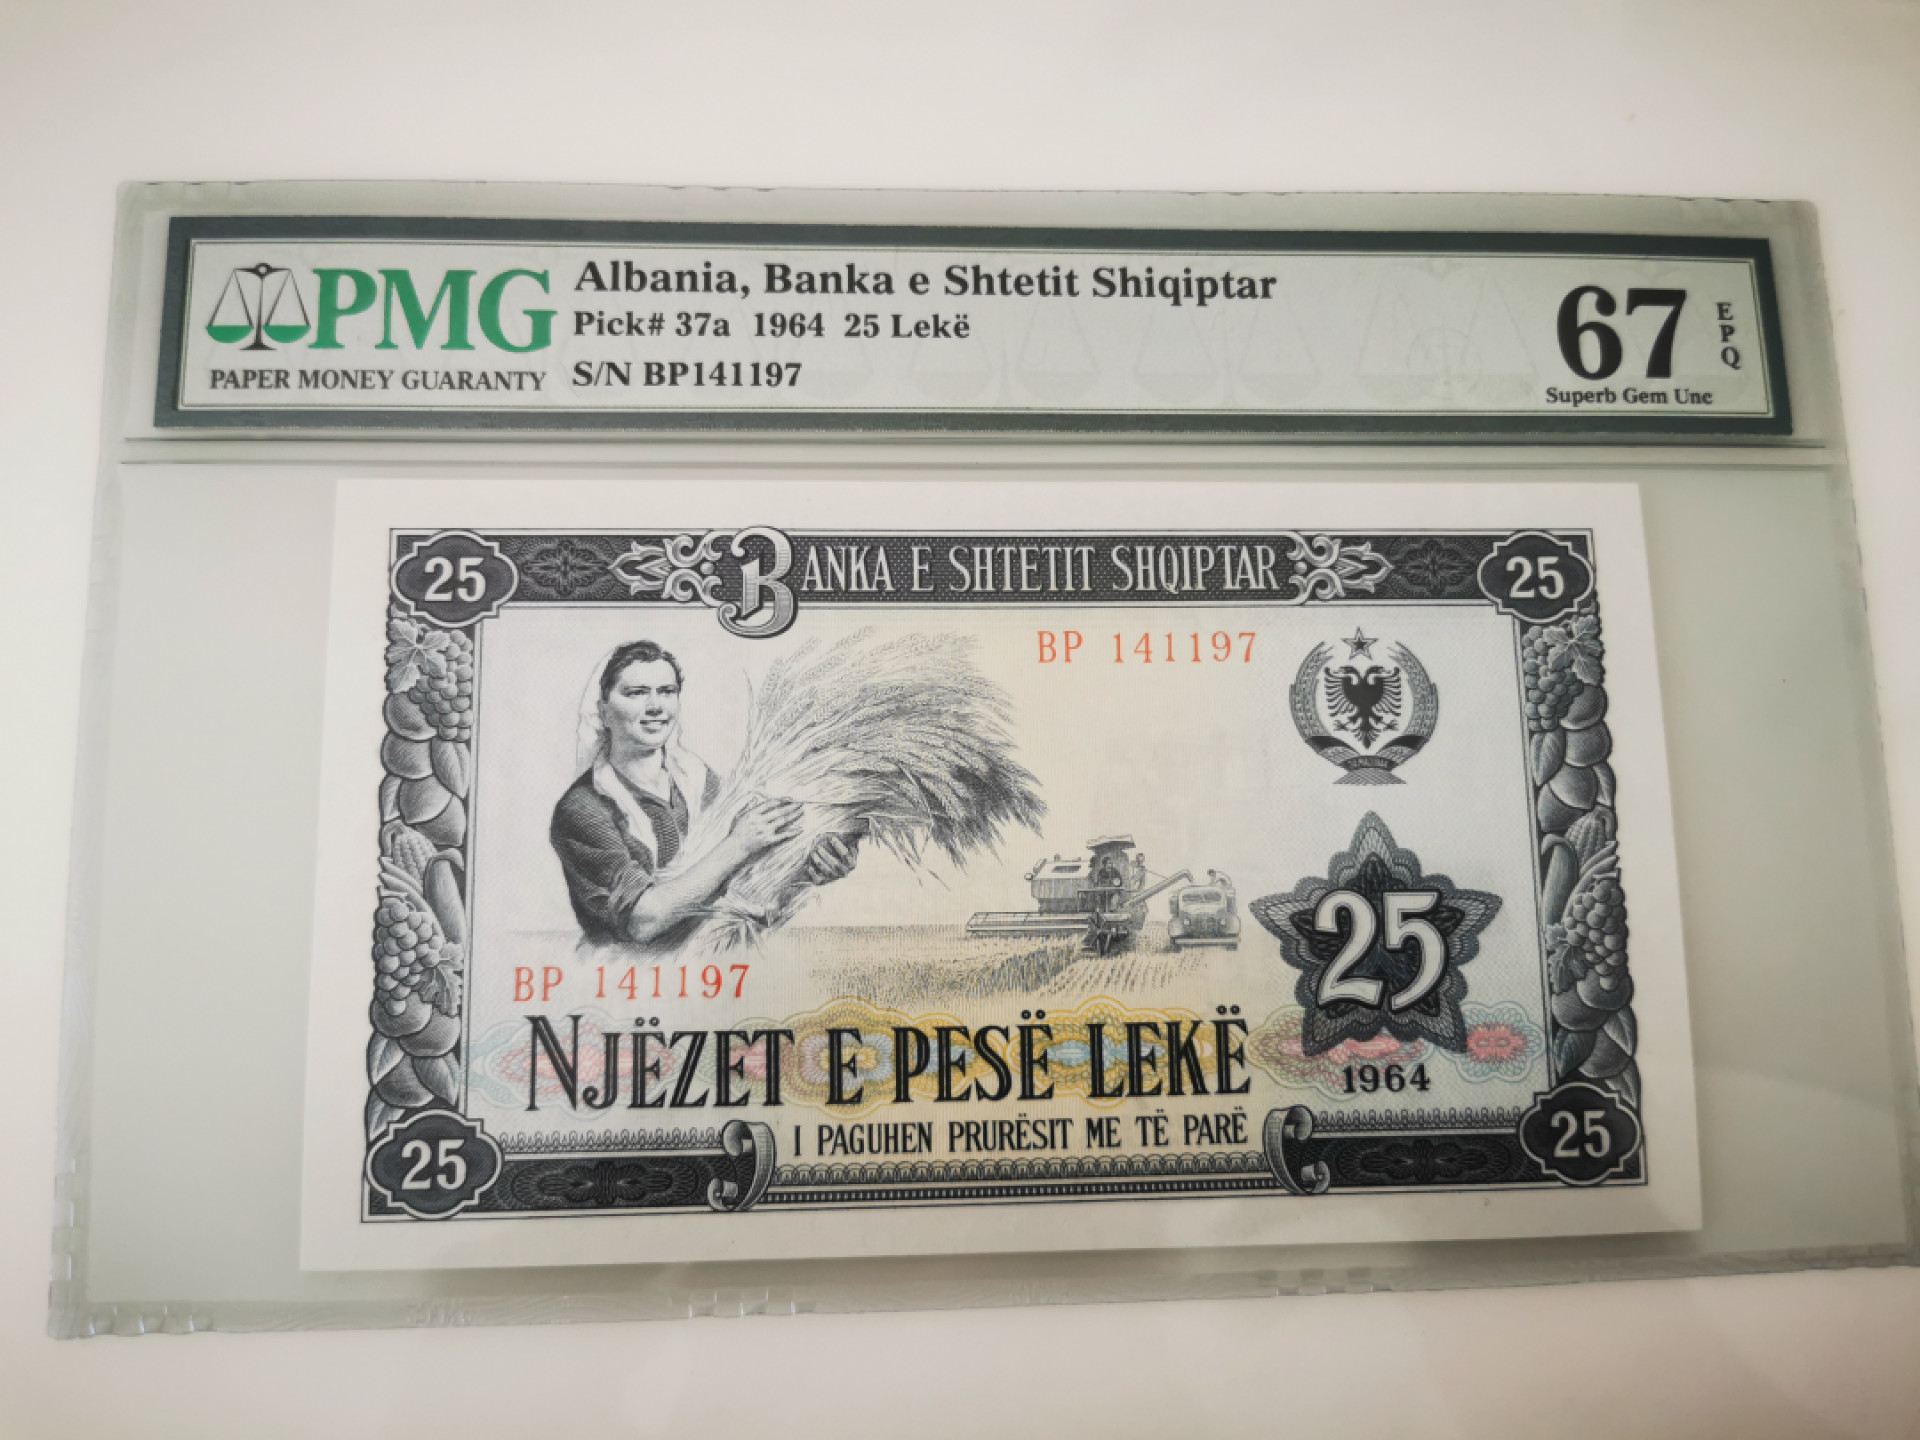 PMG
PAPER MONEY GUARANTY
Albania, Banka e Shtetit Shiqiptar
Pick# 37a 1964 25 Lekë
S/N BP141197
67
EPQ
Superb Gem Unc
25
BANKA E SHTETIT SHQIPTAR
25
BP 141197
BP 141197
25
NJËZET E PESË LEKË
1964
I PAGUHEN PRURËSIT ME TË PARË
25
25